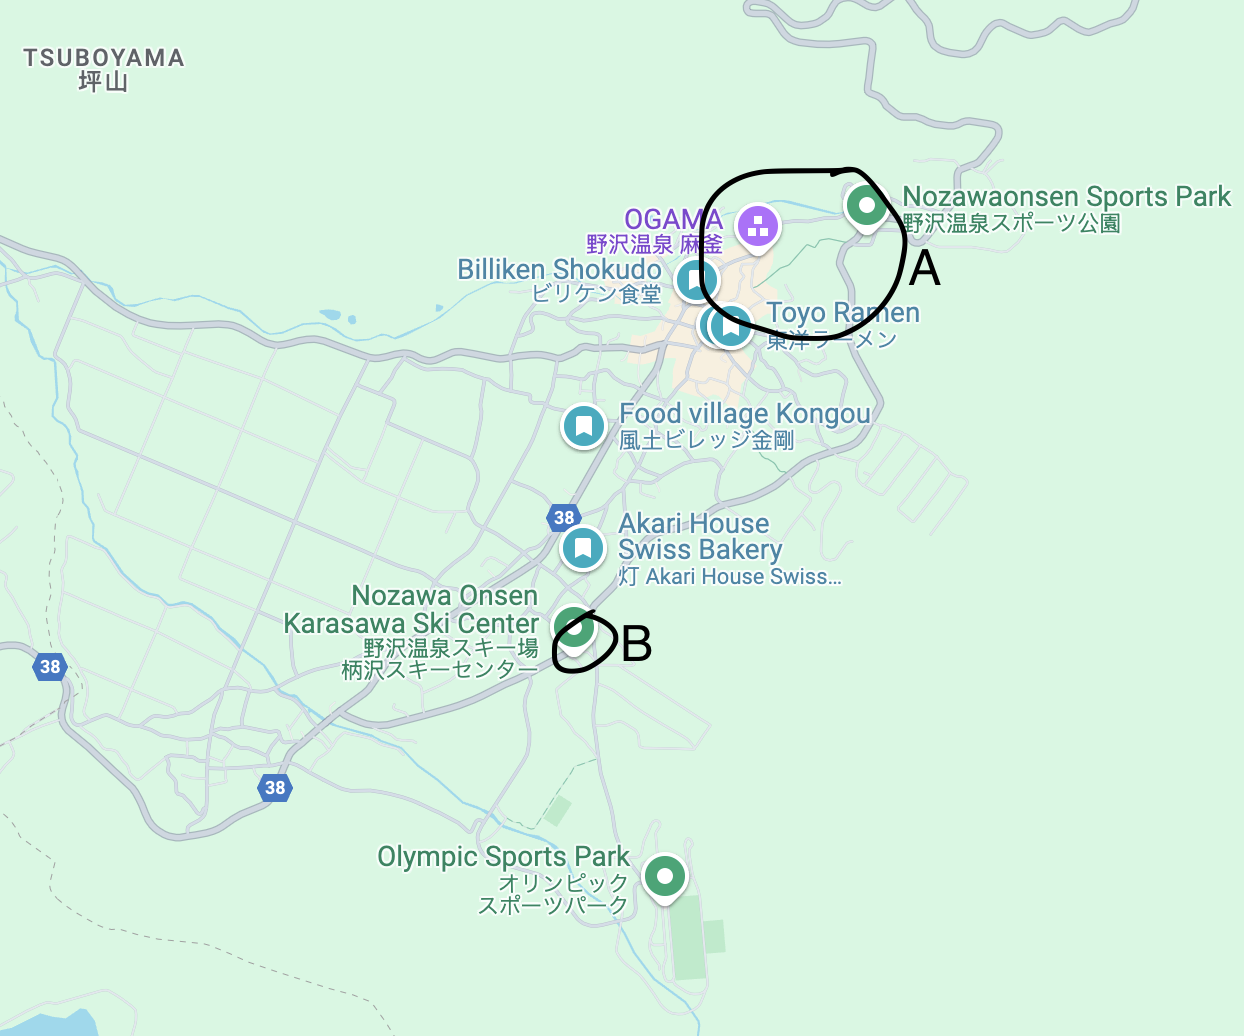 TSUBOYAMA
坪山
Nozawaonsen Sports Park
野沢温泉スポーツ公園
OGAMA
野沢温泉 麻釜
A
Billiken Shokudo
ビリケン食堂
Toyo Ramen
東洋ラーメン
Food village Kongou
風土ビレッジ金剛
38
Akari House
Swiss Bakery
灯 Akari House Swiss...
Nozawa Onsen
Karasawa Ski Center
野沢温泉スキー場
柄沢スキーセンター
B
38
38
Olympic Sports Park
オリンピック
スポーツパーク